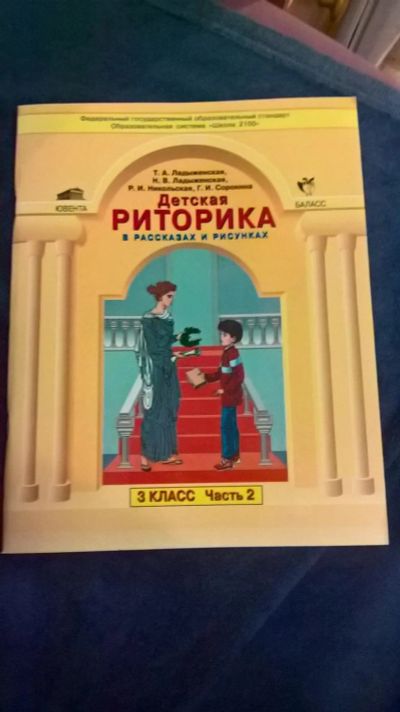 Федеральный государственный образовательный стандарт
Образовательная система «Школа 2100»
Т. А. Ладыженская,
Н. В. Ладыженская,
Р. И. Никольская, Г. И. Сорокина
ЮВЕНТА
БАЛАСС
Детская
РИТОРИКА
В РАССКАЗАХ И РИСУНКАХ
3 КЛАСС Часть 2